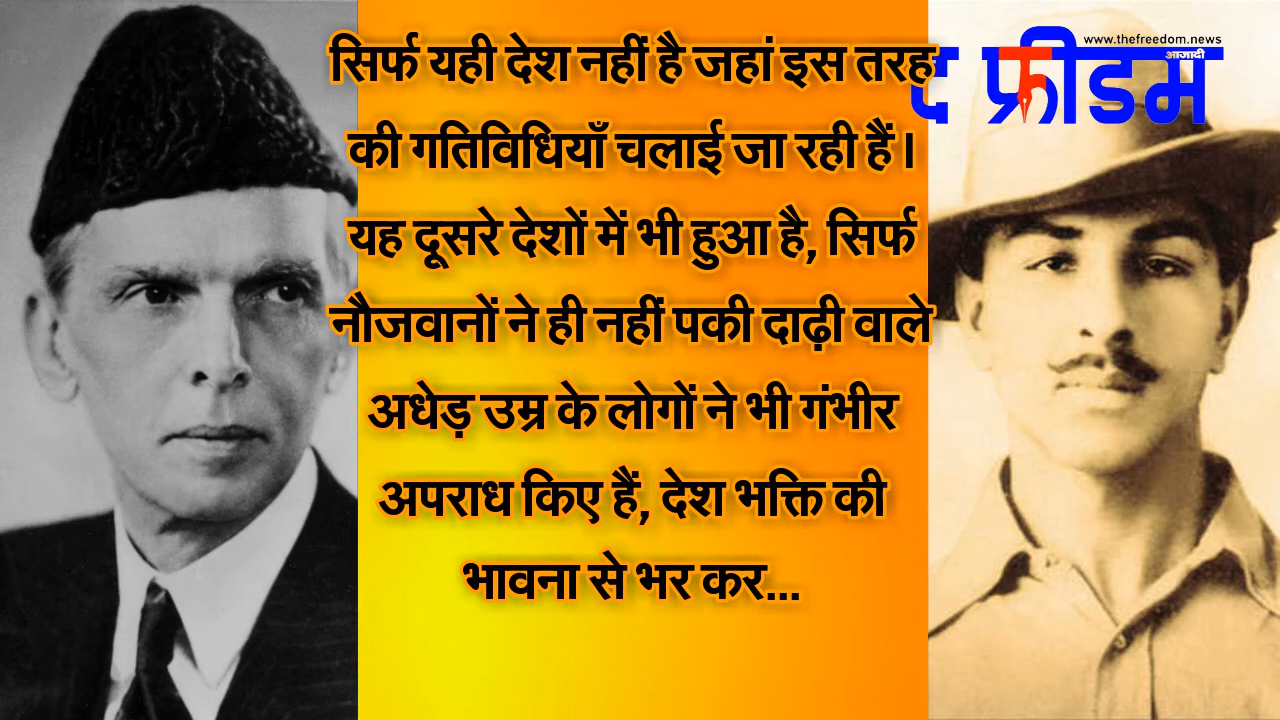 www.thefreedom.news
आजादी
द फ्रीडम
सिर्फ यही देश नहीं है जहां इस तरह
की गतिविधियाँ चलाई जा रही हैं।
यह दूसरे देशों में भी हुआ है, सिर्फ
नौजवानों ने ही नहीं पकी दाढ़ी वाले
अधेड़ उम्र के लोगों ने भी गंभीर
अपराध किए हैं, देश भक्ति की
भावना से भर कर...